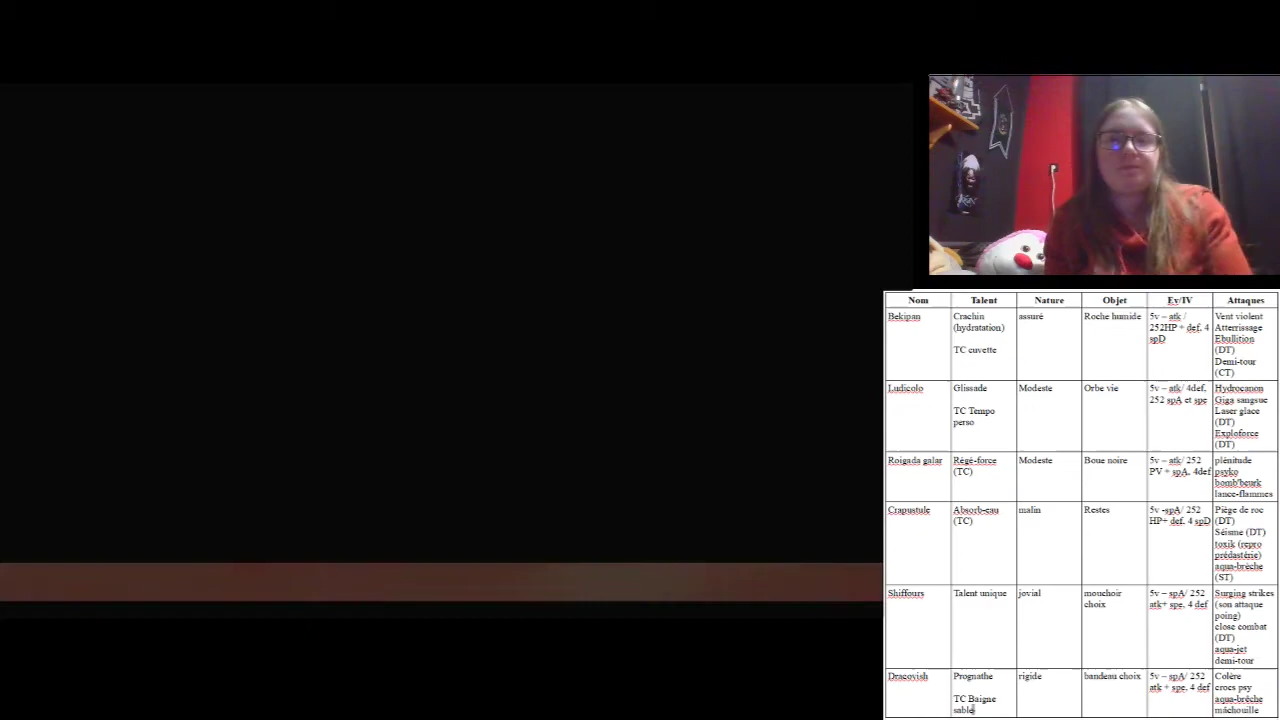 Nom Talent Nature Objet Ev/IV Attaques
Bekipan Crachin assuré Roche humide 5v – atk / Vent violent
(hydratation) 252HP + def, 4 Atterrissage
spD Ebullition
TC cuvette (DT)
Demi-tour
(CT)
Ludicolo Glissade Modeste Orbe vie 5v – atk/ 4def, Hydrocanon
252 spA et spe Giga sangsue
TC Tempo Laser glace
perso (DT)
Exploforce
(DT)
Roigada galar Régé-force Modeste Boue noire 5v – atk/ 252 plénitude
(TC) PV + spA, 4def psyko
bomb'beurk
lance-flammes
Crapustule Absorb-eau malin Restes 5v -spA/ 252 Piège de roc
(TC) HP+ def, 4 spD (DT)
Séisme (DT)
toxik (repro
prédastérie)
aqua-brèche
(ST)
Shiffours Talent unique jovial mouchoir 5v – spA/ 252 Surging strikes
choix atk+ spe, 4 def (son attaque
poing)
close combat
(DT)
aqua-jet
demi-tour
Dracovish Prognathe rigide bandeau choix 5v – spA/ 252 Colère
atk + spe, 4 def crocs psy
TC Baigne aqua-brêche
sable mâchouille